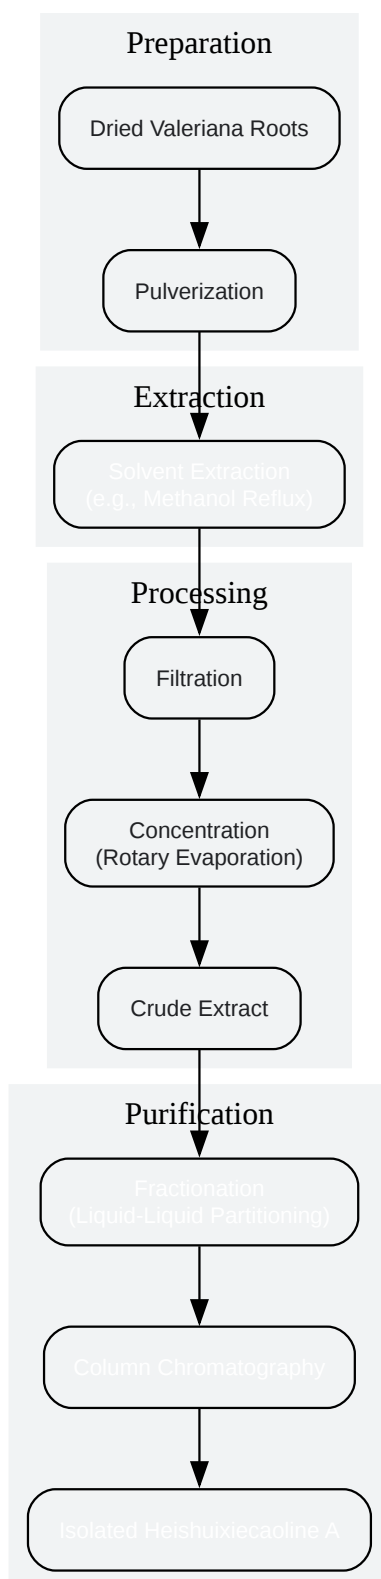 Preparation
Dried Valeriana Roots
Pulverization
Extraction
Solvent Extraction
(e.g., Methanol Reflux)
Processing
Filtration
Concentration
(Rotary Evaporation)
Crude Extract
Purification
Fractionation
(Liquid-Liquid Partitioning)
Column Chromatography
Isolated Heishuixiecaoline A